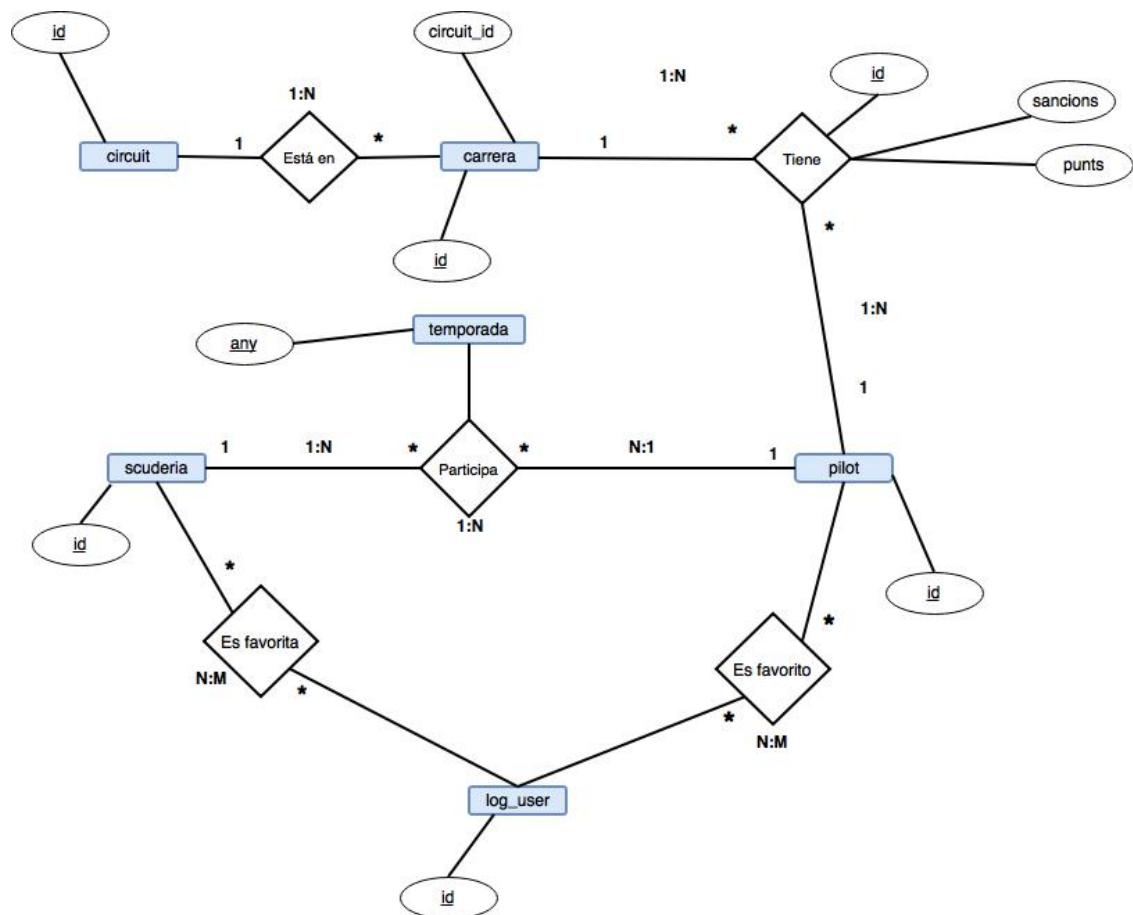 id
circuit_id
1:N
id
sancions
1:N
1
*
1
*
circuit
Está en
carrera
Tiene
punts
*
id
1:N
temporada
any
1
1
1:N
*
*
N:1
1
scuderia
Participa
pilot
1:N
id
*
id
*
Es favorita
Es favorito
N:M
*
*
N:M
log_user
id